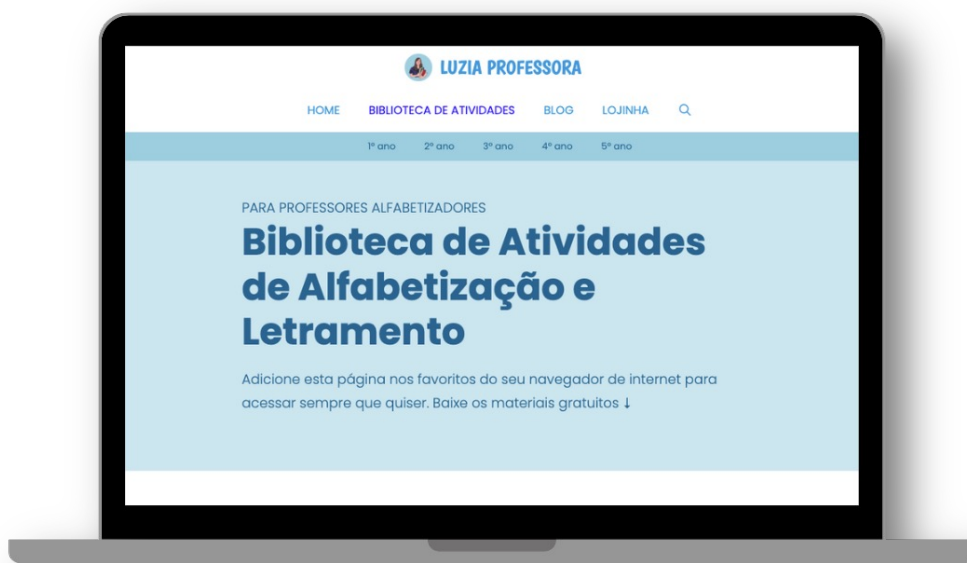 LUZIA PROFESSORA
HOME BIBLIOTECA DE ATIVIDADES BLOG LOJINHA
1º ano 2º ano 3º ano 4º ano 5º ano
PARA PROFESSORES ALFABETIZADORES
Biblioteca de Atividades
de Alfabetização e
Letramento
Adicione esta página nos favoritos do seu navegador de internet para
acessar sempre que quiser. Baixe os materiais gratuitos ↓